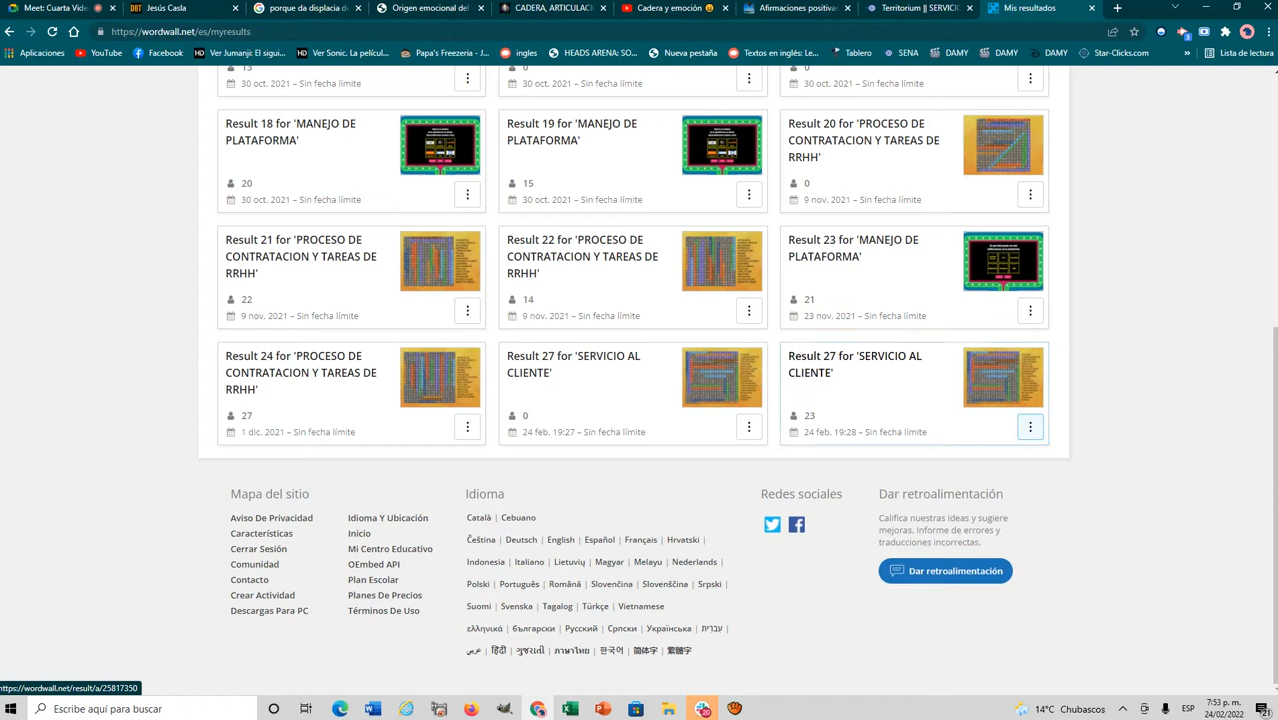 Meet: Cuarta Vide
DBT Jesús Casla
porque da displacia d
Origen emocional del
CADERA, ARTICULACI
Cadera y emoción
Afirmaciones positivas
Territorium || SERVICIO
Mis resultados
https://wordwall.net/es/myresults
Aplicaciones
YouTube
Facebook
HD Ver Jumanji: El sigui...
HD Ver Sonic. La películ...
Papa's Freezeria - J...
ingles
HEADS ARENA: SO...
Nueva pestaña
Textos en inglés: Le...
Tablero
SENA
DAMY
DAMY
DAMY
Star-Clicks.com
»
Lista de lectura
13
0
0
30 oct. 2021 – Sin fecha límite
30 oct. 2021 – Sin fecha límite
30 oct. 2021 – Sin fecha límite
Result 18 for 'MANEJO DE
PLATAFORMA'
20
30 oct. 2021 – Sin fecha límite
Result 19 for 'MANEJO DE
PLATAFORMA'
15
30 oct. 2021 – Sin fecha límite
Result 20 for 'PROCESO DE
CONTRATACION Y TAREAS DE
RRHH'
0
9 nov. 2021 – Sin fecha límite
Result 21 for 'PROCESO DE
CONTRATACION Y TAREAS DE
RRHH'
22
9 nov. 2021 – Sin fecha límite
Result 22 for 'PROCESO DE
CONTRATACION Y TAREAS DE
RRHH'
14
9 nov. 2021 – Sin fecha límite
Result 23 for 'MANEJO DE
PLATAFORMA'
21
23 nov. 2021 – Sin fecha límite
Result 24 for 'PROCESO DE
CONTRATACION Y TAREAS DE
RRHH'
27
1 dic. 2021 – Sin fecha límite
Result 27 for 'SERVICIO AL
CLIENTE'
0
24 feb. 19:27 – Sin fecha límite
Result 27 for 'SERVICIO AL
CLIENTE'
23
24 feb. 19:28 – Sin fecha límite
Mapa del sitio
Aviso De Privacidad
Características
Cerrar Sesión
Comunidad
Contacto
Crear Actividad
Descargas Para PC
Idioma Y Ubicación
Inicio
Mi Centro Educativo
OEmbed API
Plan Escolar
Planes De Precios
Términos De Uso
Idioma
Català | Cebuano
Čeština | Deutsch | English | Español | Français | Hrvatski |
Indonesia | Italiano | Lietuvių | Magyar | Melayu | Nederlands |
Polski | Português | Română | Slovenčina | Slovenščina | Srpski |
Suomi | Svenska | Tagalog | Türkçe | Vietnamese
ελληνικά | български | Русский | Српски | Українська | עברית |
عربى | हिंदी | ગુજરાતી | ภาษาไทย | 한국어 | 简体字 | 繁體字
Redes sociales
Dar retroalimentación
Califica nuestras ideas y sugiere
mejoras. Informe de errores y
traducciones incorrectas.
Dar retroalimentación
https://wordwall.net/result/a/25817350
Escribe aquí para buscar
20
14°C Chubascos
ESP
7:53 p. m.
24/02/2022
21